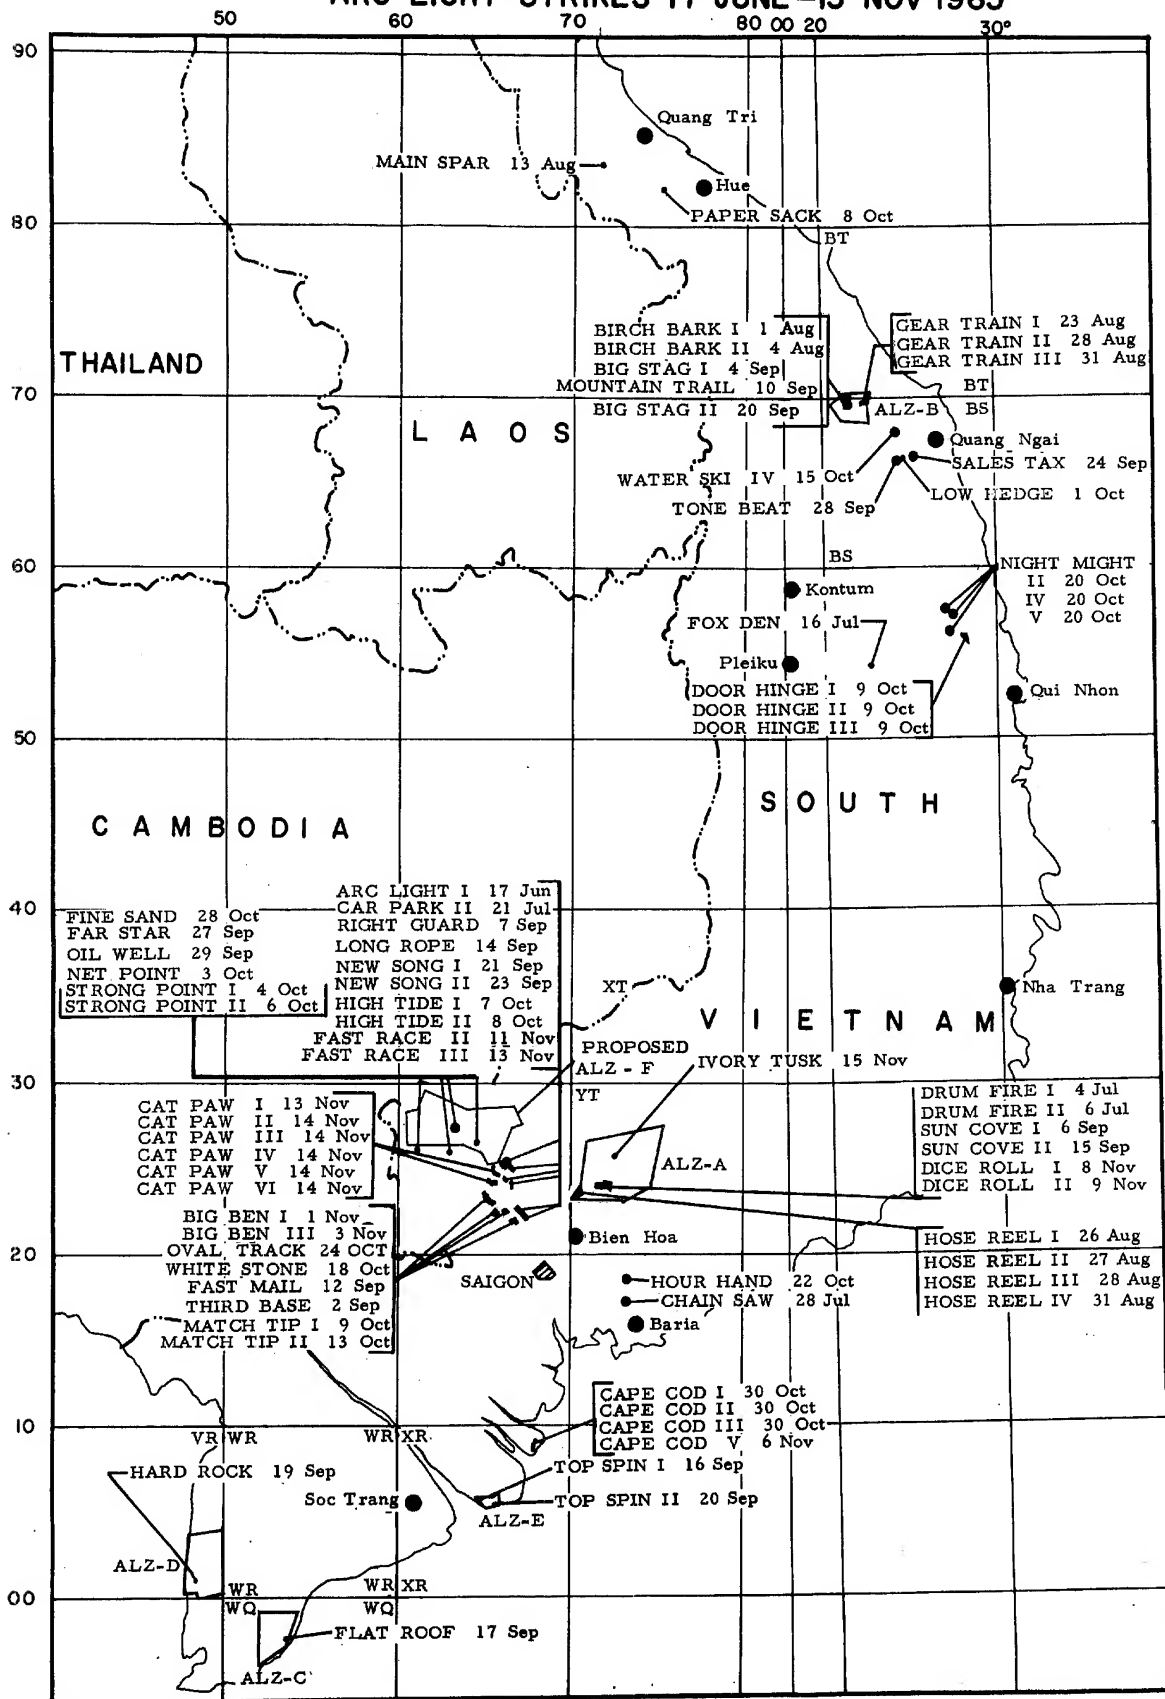 ARC LIGHT STRIKES 17 JUNE - 15 NOV 1965
50 60 70 80 00 20 30°
90
Quang Tri
MAIN SPAR 13 Aug
Hue
PAPER SACK 8 Oct
80
BT
BIRCH BARK I 1 Aug
BIRCH BARK II 4 Aug
BIG STAG I 4 Sep
MOUNTAIN TRAIL 10 Sep
BIG STAG II 20 Sep
GEAR TRAIN I 23 Aug
GEAR TRAIN II 28 Aug
GEAR TRAIN III 31 Aug
THAILAND
70
BT
ALZ-B BS
LAOS
Quang Ngai
SALES TAX 24 Sep
WATER SKI IV 15 Oct
LOW HEDGE 1 Oct
TONE BEAT 28 Sep
60
BS
NIGHT MIGHT
II 20 Oct
IV 20 Oct
V 20 Oct
Kontum
FOX DEN 16 Jul
Pleiku
DOOR HINGE I 9 Oct
DOOR HINGE II 9 Oct
DOOR HINGE III 9 Oct
Qui Nhon
50
SOUTH
CAMBODIA
40
FINE SAND 28 Oct
FAR STAR 27 Sep
OIL WELL 29 Sep
NET POINT 3 Oct
STRONG POINT I 4 Oct
STRONG POINT II 6 Oct
ARC LIGHT I 17 Jun
CAR PARK II 21 Jul
RIGHT GUARD 7 Sep
LONG ROPE 14 Sep
NEW SONG I 21 Sep
NEW SONG II 23 Sep
HIGH TIDE I 7 Oct
HIGH TIDE II 8 Oct
FAST RACE II 11 Nov
FAST RACE III 13 Nov
XT
Nha Trang
VIETNAM
PROPOSED
ALZ - F
IVORY TUSK 15 Nov
30
YT
CAT PAW I 13 Nov
CAT PAW II 14 Nov
CAT PAW III 14 Nov
CAT PAW IV 14 Nov
CAT PAW V 14 Nov
CAT PAW VI 14 Nov
ALZ-A
DRUM FIRE I 4 Jul
DRUM FIRE II 6 Jul
SUN COVE I 6 Sep
SUN COVE II 15 Sep
DICE ROLL I 8 Nov
DICE ROLL II 9 Nov
BIG BEN I 1 Nov
BIG BEN III 3 Nov
OVAL TRACK 24 OCT
WHITE STONE 18 Oct
FAST MAIL 12 Sep
THIRD BASE 2 Sep
MATCH TIP I 9 Oct
MATCH TIP II 13 Oct
20
Bien Hoa
SAIGON
HOUR HAND 22 Oct
CHAIN SAW 28 Jul
Baria
HOSE REEL I 26 Aug
HOSE REEL II 27 Aug
HOSE REEL III 28 Aug
HOSE REEL IV 31 Aug
CAPE COD I 30 Oct
CAPE COD II 30 Oct
CAPE COD III 30 Oct
CAPE COD V 6 Nov
10
VR WR
WR XR
HARD ROCK 19 Sep
TOP SPIN I 16 Sep
Soc Trang
TOP SPIN II 20 Sep
ALZ-E
ALZ-D
WR
WR XR
00
WQ
WQ
FLAT ROOF 17 Sep
ALZ-C